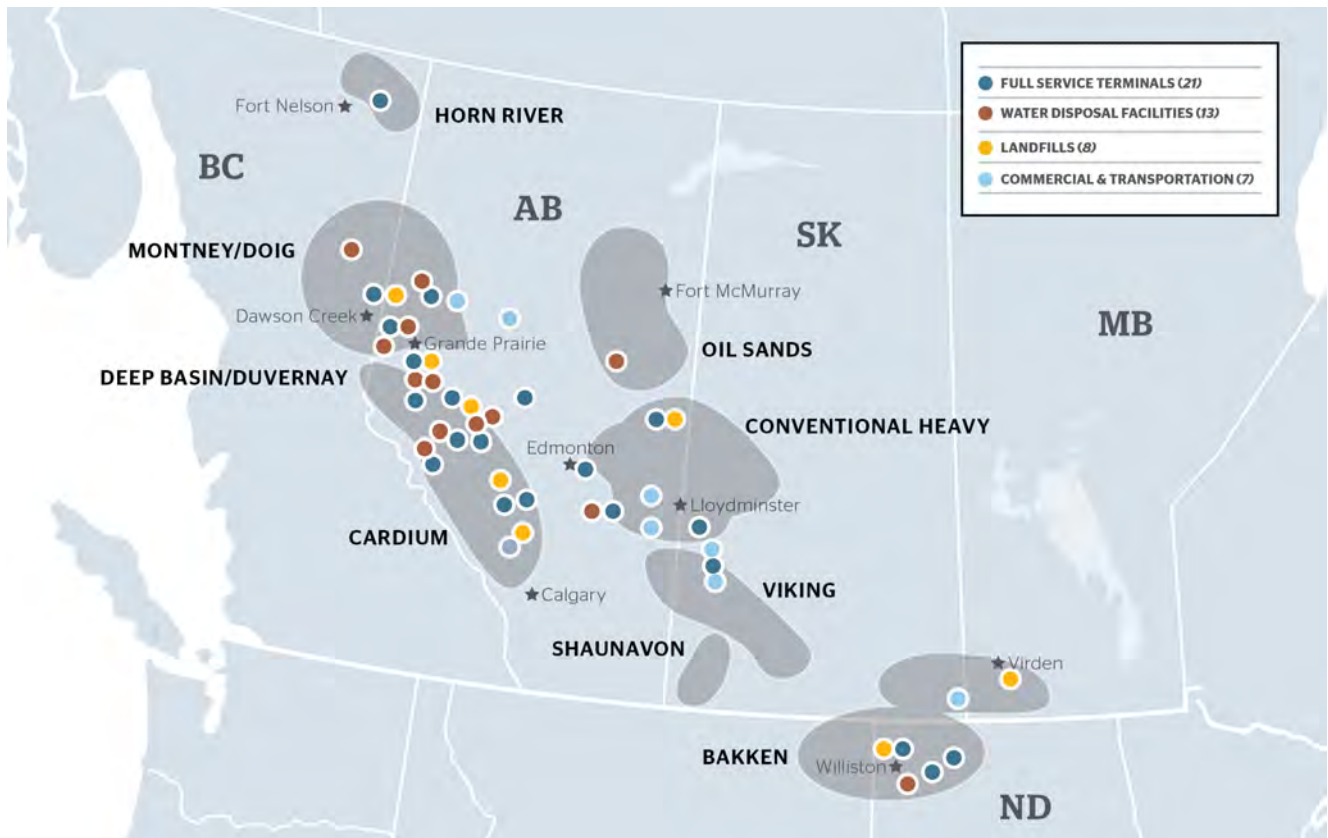 FULL SERVICE TERMINALS (21)
WATER DISPOSAL FACILITIES (13)
LANDFILLS (8)
COMMERCIAL & TRANSPORTATION (7)
Fort Nelson
HORN RIVER
BC
AB
SK
MB
MONTNEY/DOIG
Fort McMurray
Dawson Creek
Grande Prairie
OIL SANDS
DEEP BASIN/DUVERNAY
CONVENTIONAL HEAVY
Edmonton
Lloydminster
CARDIUM
Calgary
VIKING
SHAUNAVON
Virden
BAKKEN
Williston
ND